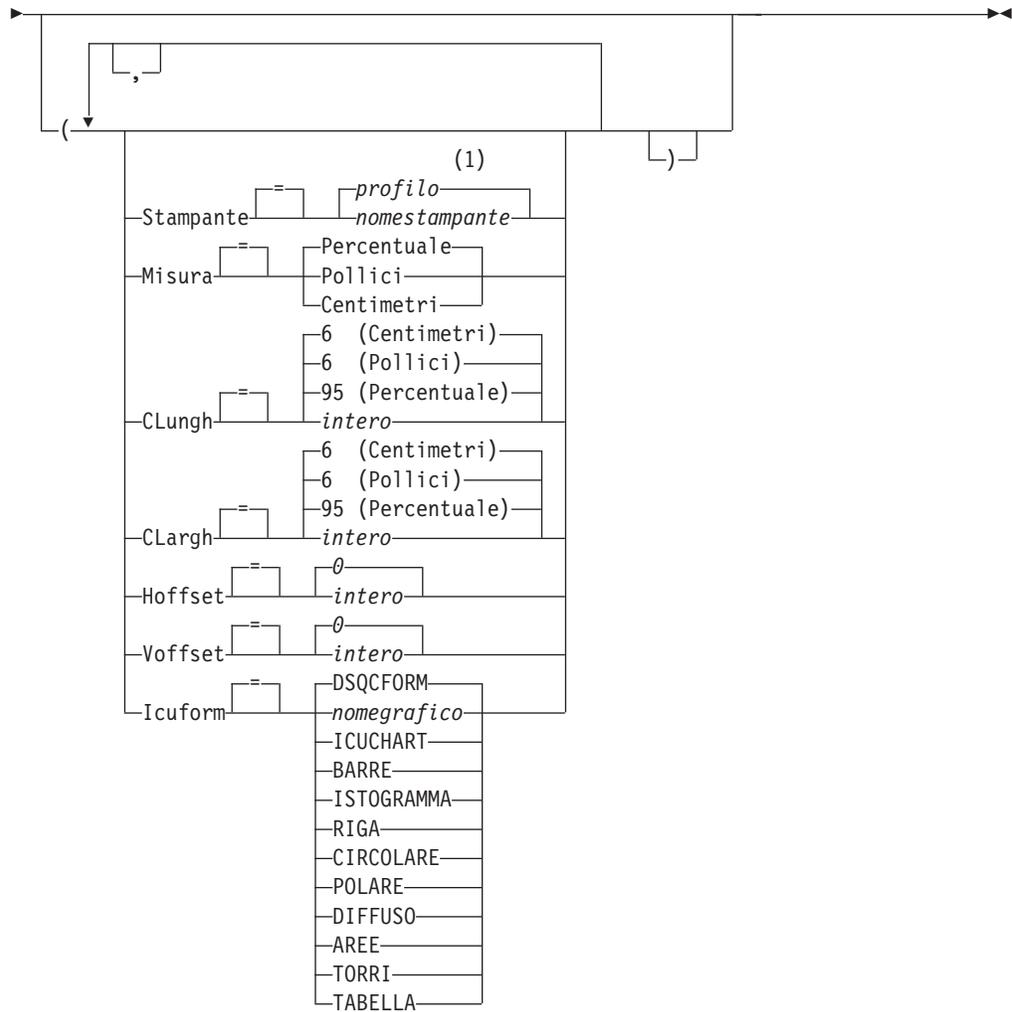 ,
(
)
(1)
= profilo
Stampante nomestampante
= Percentuale
Misura Pollici
Centimetri
6 (Centimetri)
6 (Pollici)
= 95 (Percentuale)
CLungh intero
6 (Centimetri)
6 (Pollici)
= 95 (Percentuale)
CLargh intero
= 0
Hoffset intero
= 0
Voffset intero
= DSQCFORM
Icuform nomegrafico
ICUCHART
BARRE
ISTOGRAMMA
RIGA
CIRCOLARE
POLARE
DIFFUSO
AREE
TORRI
TABELLA